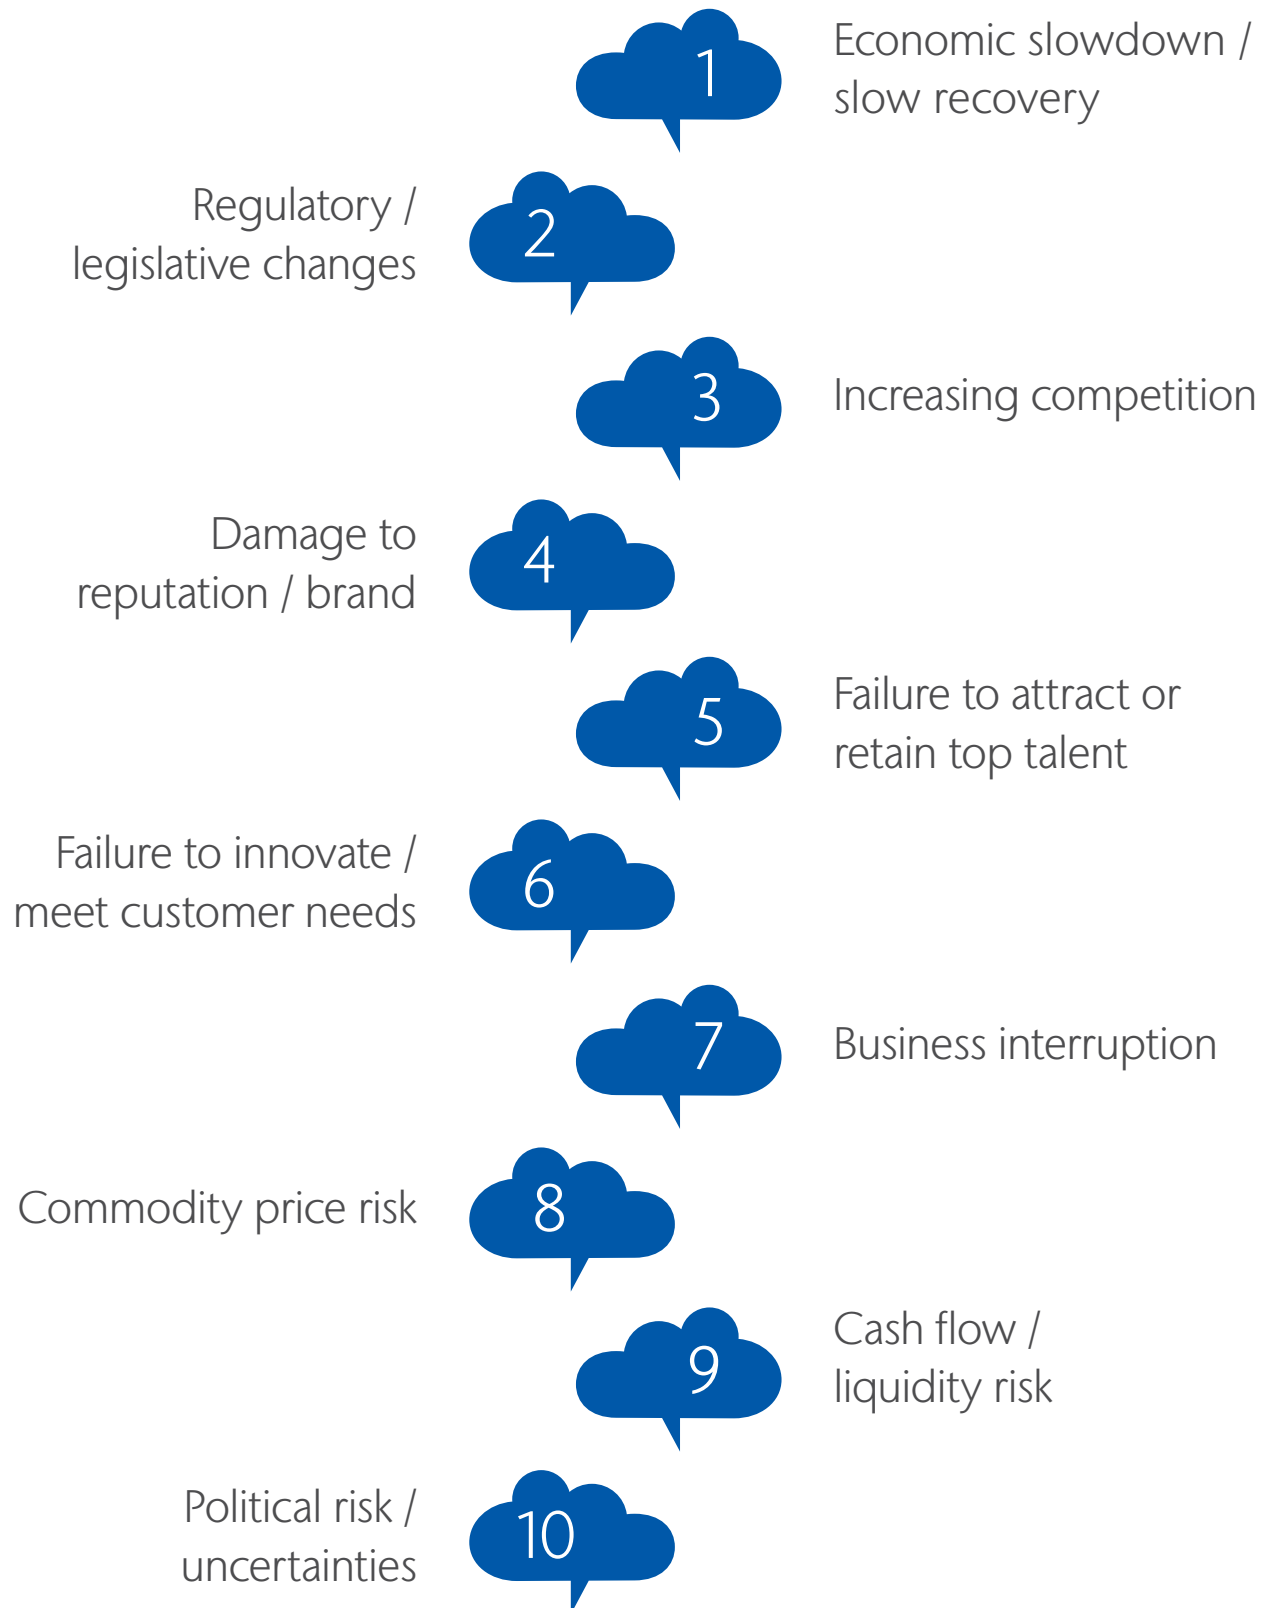 1
Economic slowdown /
slow recovery
Regulatory /
legislative changes
2
3
Increasing competition
Damage to
reputation / brand
4
5
Failure to attract or
retain top talent
Failure to innovate /
meet customer needs
6
7
Business interruption
Commodity price risk
8
9
Cash flow /
liquidity risk
Political risk /
uncertainties
10